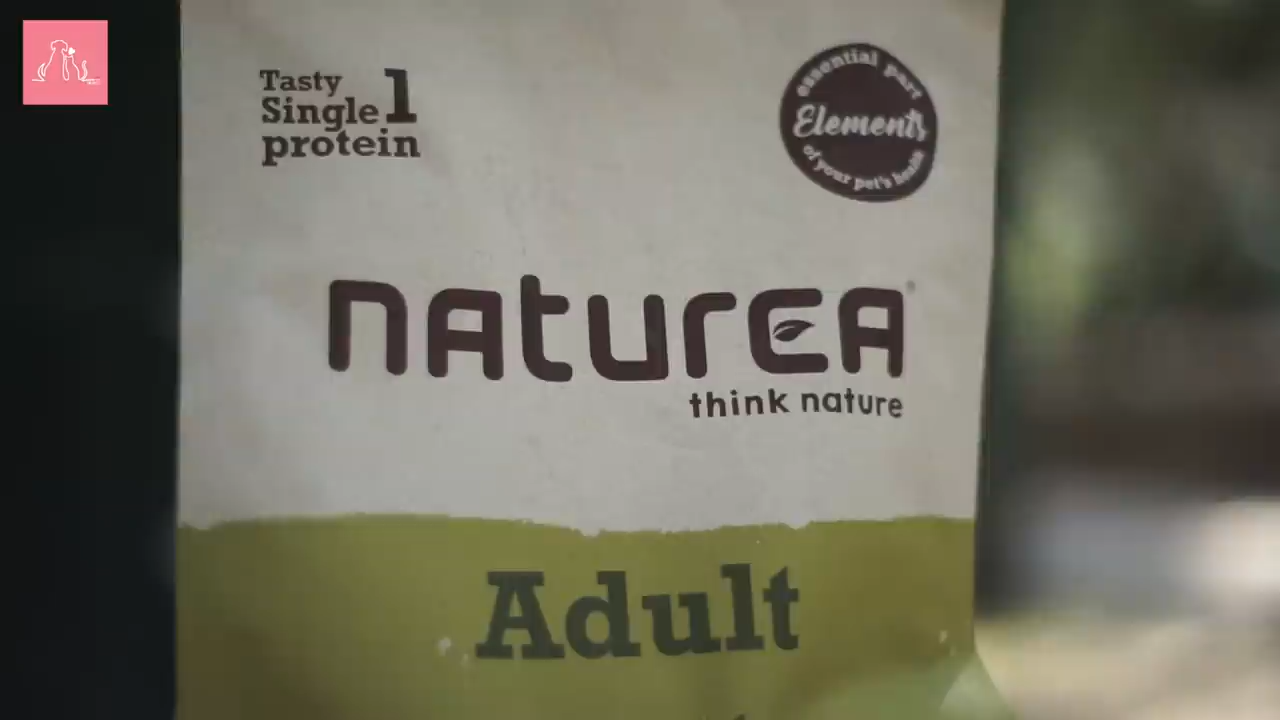 Tasty
Single 1
protein
essential part
Elements
of your pet's health
naturea
think nature
Adult